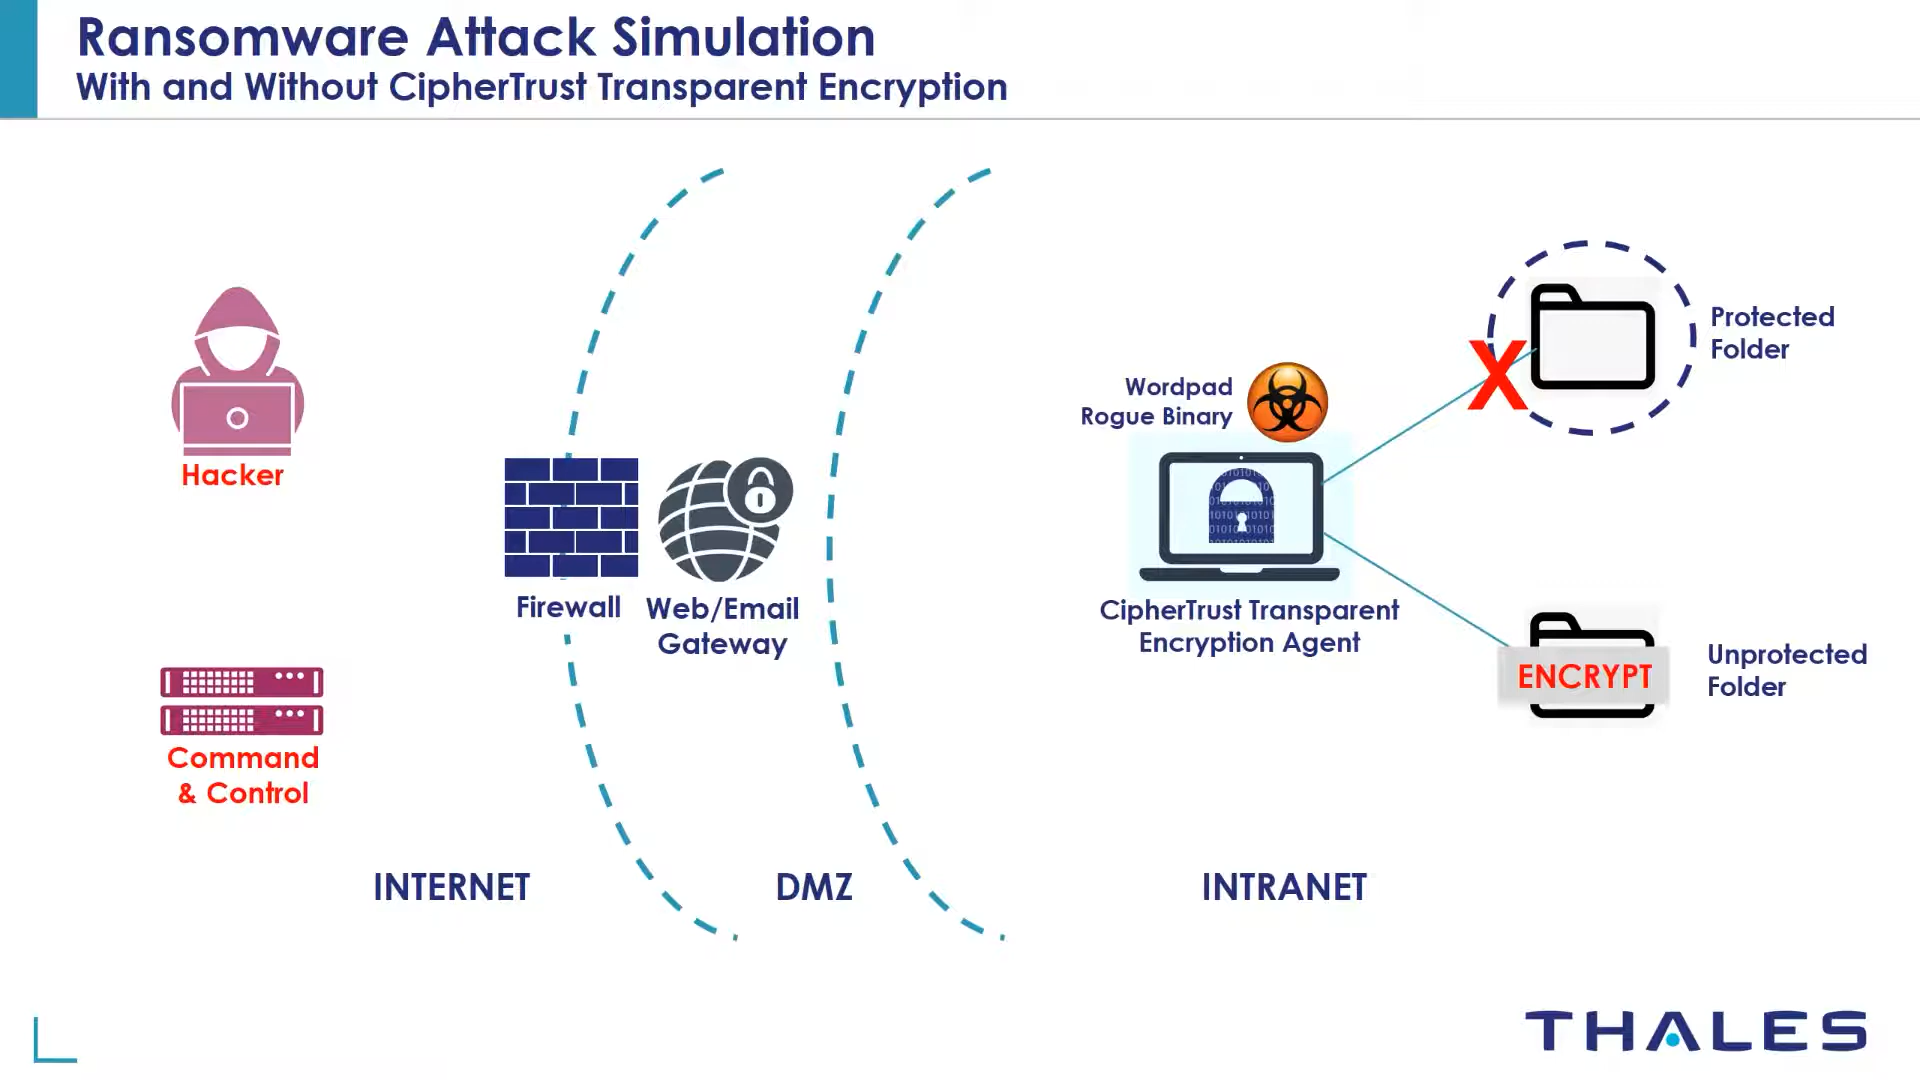 Ransomware Attack Simulation
With and Without CipherTrust Transparent Encryption
Hacker
Command
& Control
Firewall
Web/Email
Gateway
Wordpad
Rogue Binary
CipherTrust Transparent
Encryption Agent
Protected
Folder
X
ENCRYPT
Unprotected
Folder
INTERNET
DMZ
INTRANET
THALES